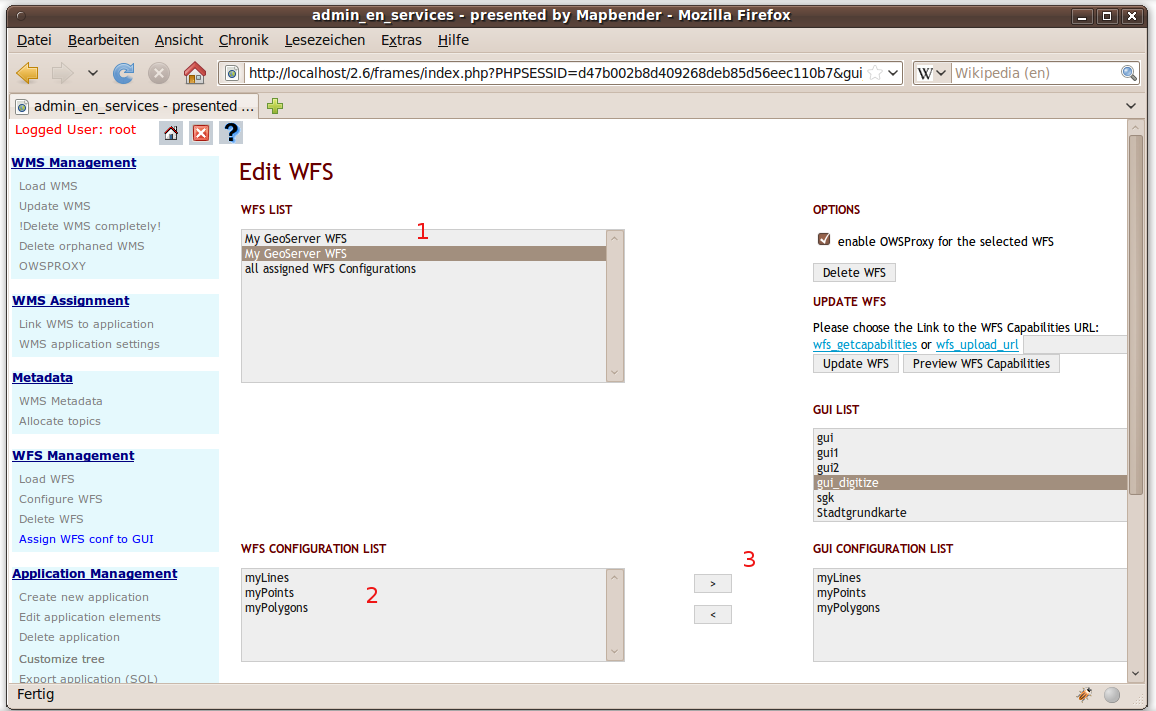 admin_en_services - presented by Mapbender - Mozilla Firefox
Datei Bearbeiten Ansicht Chronik Lesezeichen Extras Hilfe
http://localhost/2.6/frames/index.php?PHPSESSID=d47b002b8d409268deb85d56eec110b7&gui
W Wikipedia (en)
admin_en_services - presented ...
Logged User: root
?
WMS Management
Load WMS
Update WMS
!Delete WMS completely!
Delete orphaned WMS
OWSPROXY
WMS Assignment
Link WMS to application
WMS application settings
Metadata
WMS Metadata
Allocate topics
WFS Management
Load WFS
Configure WFS
Delete WFS
Assign WFS conf to GUI
Application Management
Create new application
Edit application elements
Delete application
Customize tree
Export application (SQL)
Edit WFS
WFS LIST
1
My GeoServer WFS
My GeoServer WFS
all assigned WFS Configurations
OPTIONS
enable OWSProxy for the selected WFS
Delete WFS
UPDATE WFS
Please choose the Link to the WFS Capabilities URL:
wfs_getcapabilities or wfs_upload_url
Update WFS Preview WFS Capabilities
GUI LIST
gui
gui1
gui2
gui_digitize
sgk
Stadtgrundkarte
WFS CONFIGURATION LIST
myLines
myPoints
myPolygons
2
3
>
<
GUI CONFIGURATION LIST
myLines
myPoints
myPolygons
Fertig